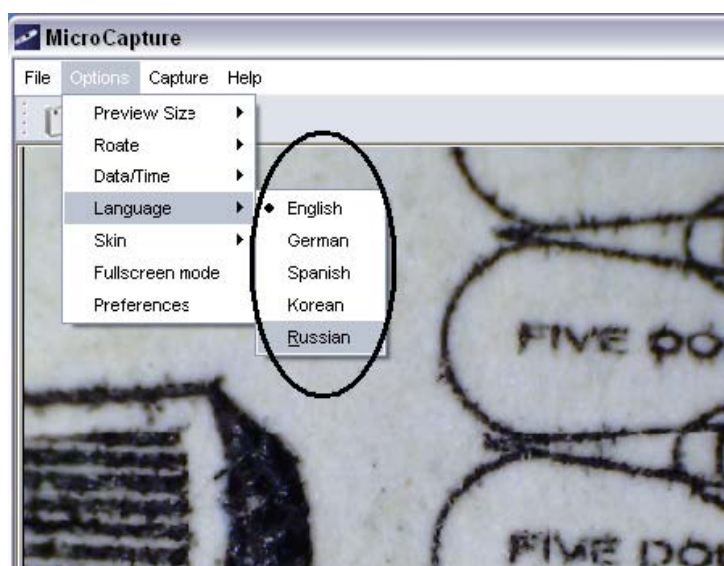 MicroCapture
File Options Capture Help
Preview Size
Roate
Data/Time
Language
Skin
Fullscreen mode
Preferences
English
German
Spanish
Korean
Russian
FIVE DO
FIVE DO